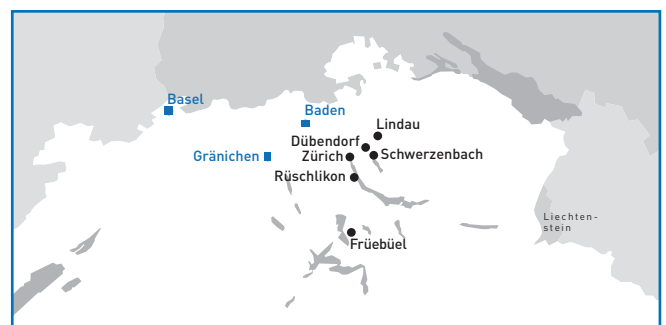 Basel
Baden
Lindau
Dübendorf
Gränichen
Zürich
Schwerzenbach
Rüschlikon
Liechten-
stein
Früebüel